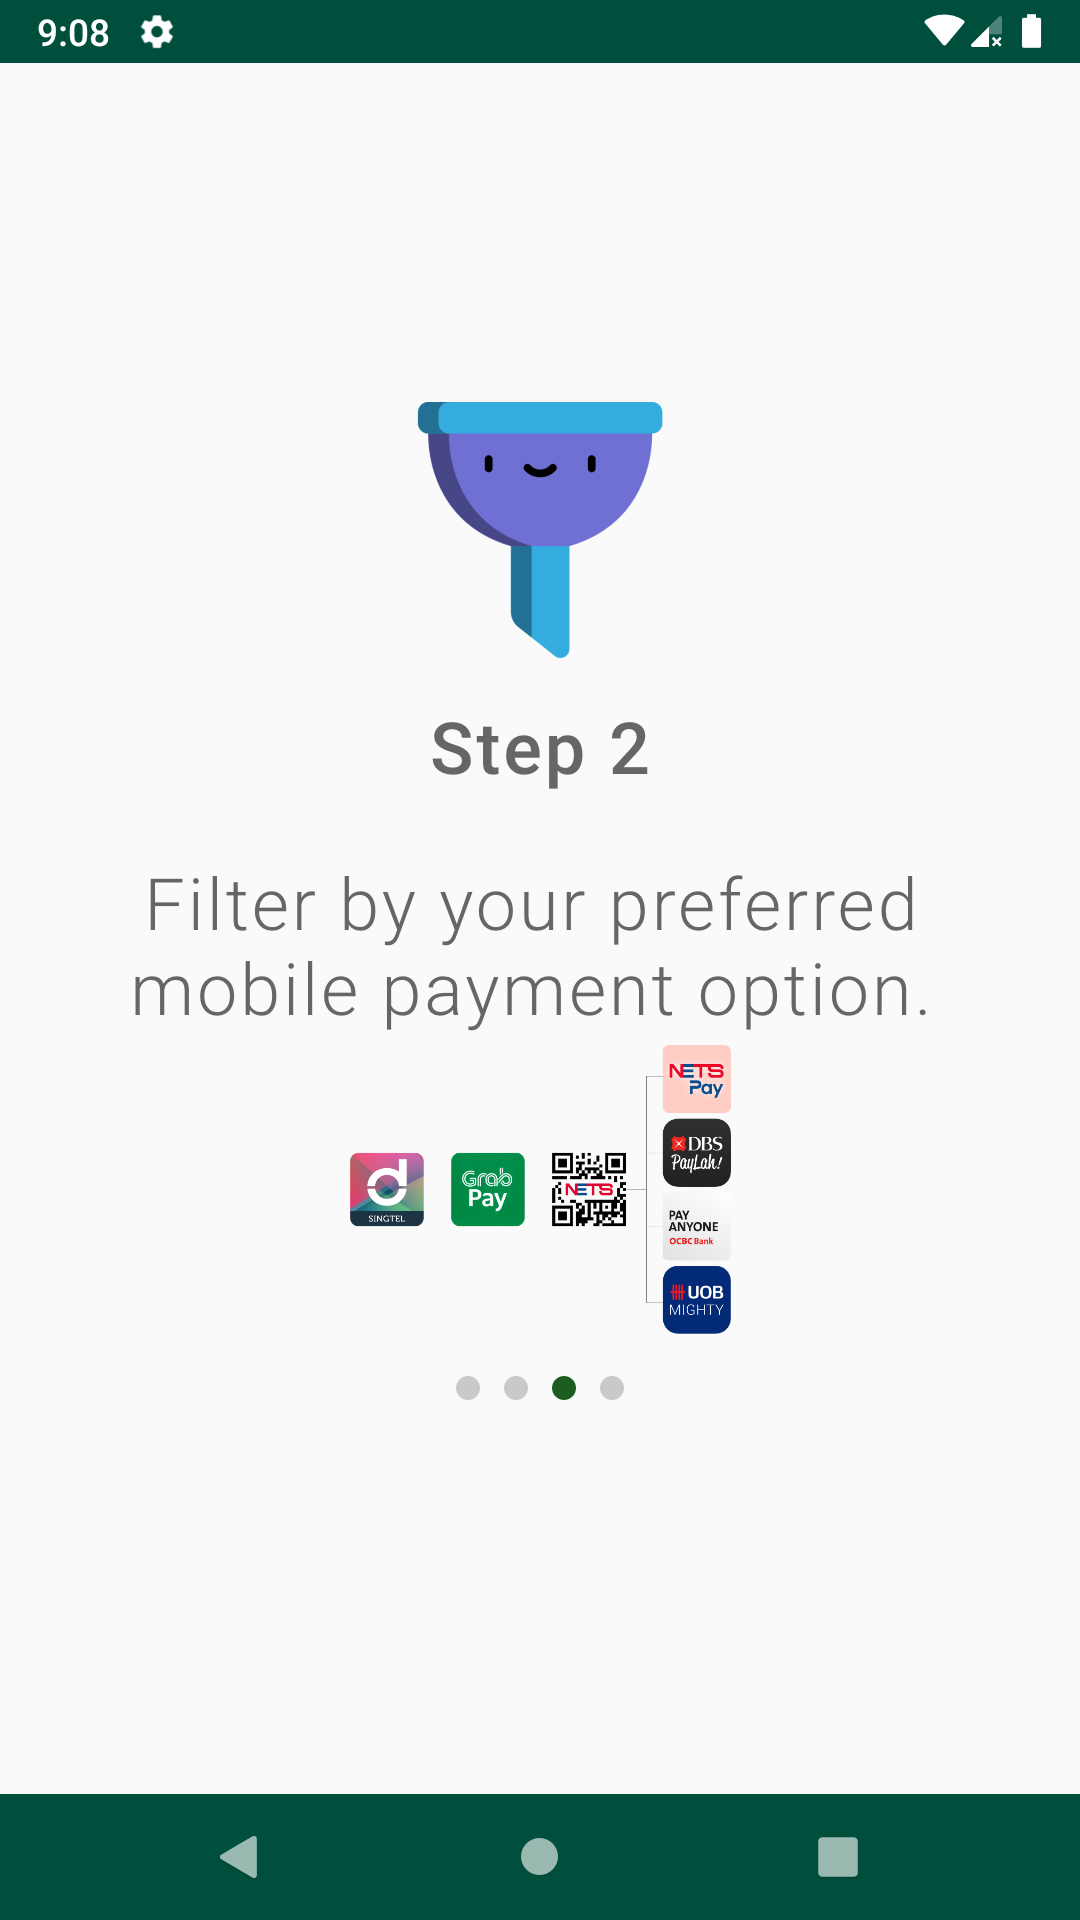 9:08
Step 2
Filter by your preferred
mobile payment option.
NETS
Pay
DBS
PayLah!
d
SINGTEL
Grab
Pay
NETS
PAY
ANYONE
OCBC Bank
UOB
MIGHTY